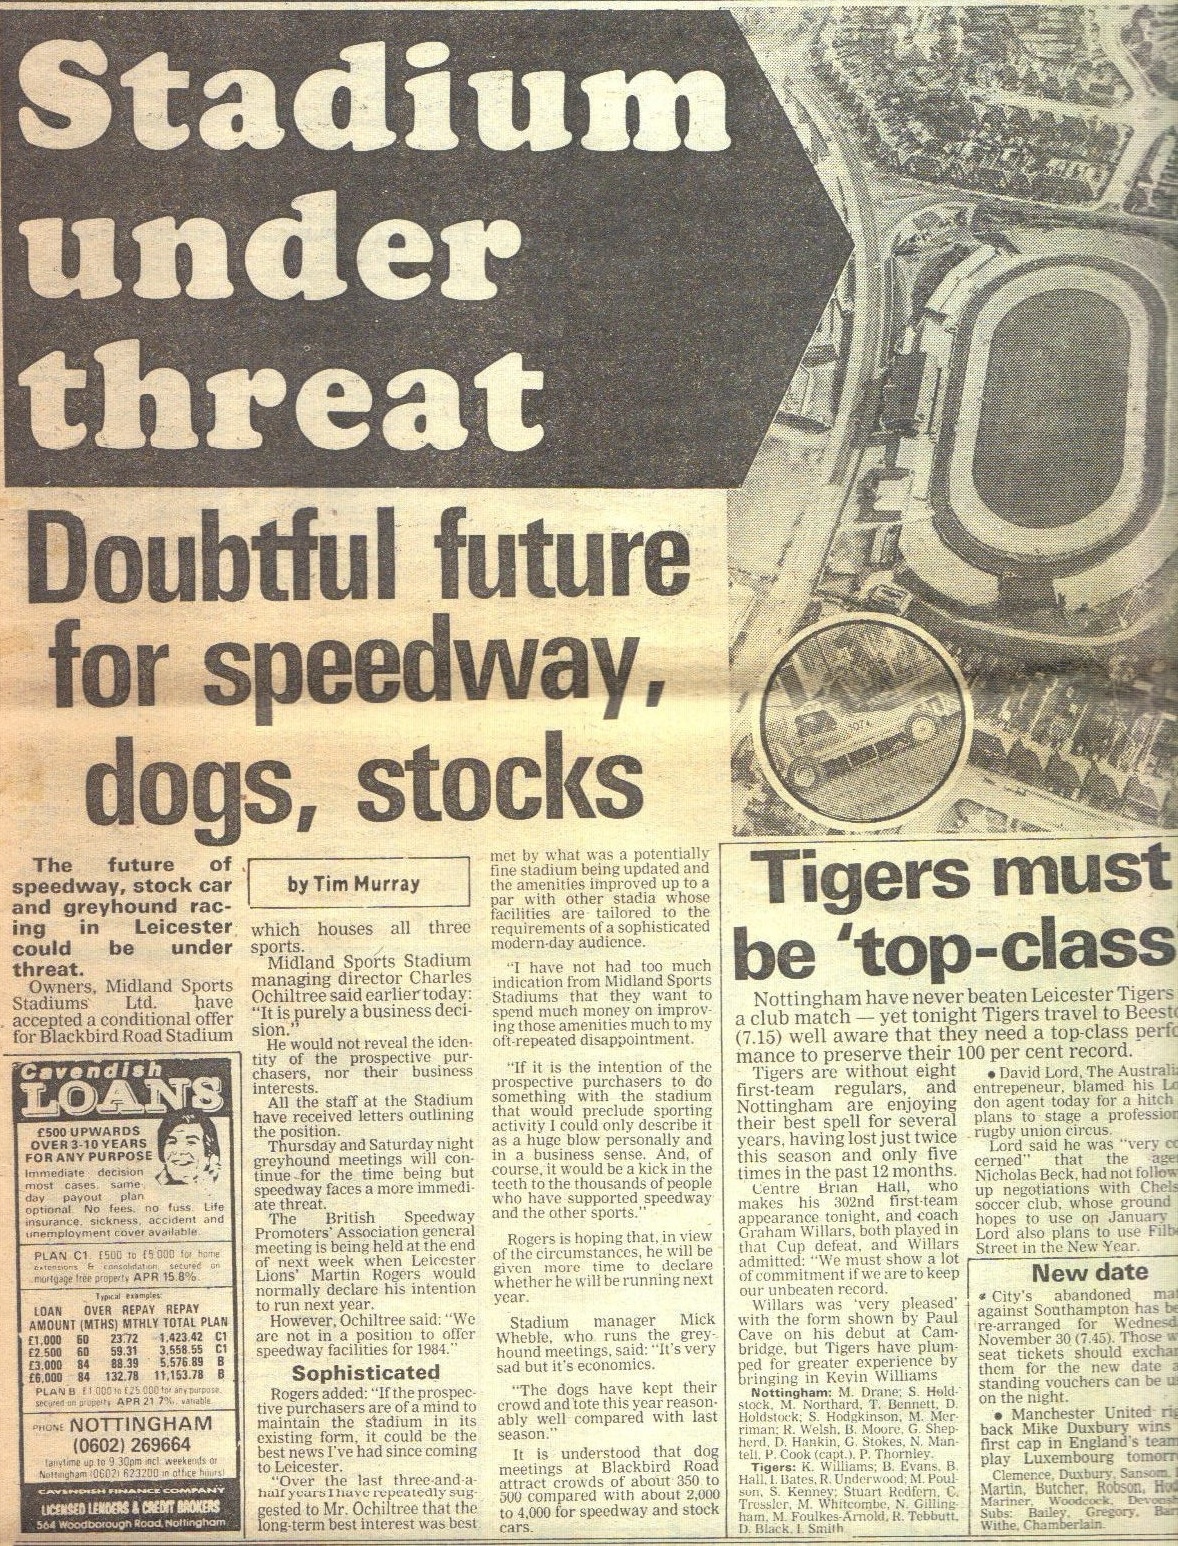 Stadium
under
threat
Doubtful future
for speedway,
dogs, stocks
The future of
speedway, stock car
and greyhound rac-
ing in Leicester
could be under
threat.
Owners, Midland Sports
Stadiums Ltd. have
accepted a conditional offer
for Blackbird Road Stadium
by Tim Murray
which houses all three
sports.
Midland Sports Stadium
managing director Charles
Ochiltree said earlier today:
"It is purely a business deci-
sion."
He would not reveal the iden-
tity of the prospective pur-
chasers, nor their business
interests.
All the staff at the Stadium
have received letters outlining
the position.
Thursday and Saturday night
greyhound meetings will con-
tinue for the time being but
speedway faces a more immedi-
ate threat.
The British Speedway
Promoters' Association general
meeting is being held at the end
of next week when Leicester
Lions' Martin Rogers would
normally declare his intention
to run next year.
However, Ochiltree said: "We
are not in a position to offer
speedway facilities for 1984."
Sophisticated
Rogers added: "If the prospec-
tive purchasers are of a mind to
maintain the stadium in its
existing form, it could be the
best news I've had since coming
to Leicester.
"Over the last three-and-a-
half years I have repeatedly sug-
gested to Mr. Ochiltree that the
long-term best interest was best
met by what was a potentially
fine stadium being updated and
the amenities improved up to a
par with other stadia whose
facilities are tailored to the
requirements of a sophisticated
modern-day audience.
"I have not had too much
indication from Midland Sports
Stadiums that they want to
spend much money on improv-
ing those amenities much to my
oft-repeated disappointment.
"If it is the intention of the
prospective purchasers to do
something with the stadium
that would preclude sporting
activity I could only describe it
as a huge blow personally and
in a business sense. And, of
course, it would be a kick in the
teeth to the thousands of people
who have supported speedway
and the other sports."
Rogers is hoping that, in view
of the circumstances, he will be
given more time to declare
whether he will be running next
year.
Stadium manager Mick
Wheble, who runs the grey-
hound meetings, said: "It's very
sad but it's economics.
"The dogs have kept their
crowd and tote this year reason-
ably well compared with last
season."
It is understood that dog
meetings at Blackbird Road
attract crowds of about 350 to
500 compared with about 2,000
to 4,000 for speedway and stock
cars.
Cavendish
LOANS
£500 UPWARDS
OVER 3-10 YEARS
FOR ANY PURPOSE
Immediate decision
most cases, same
day payout plan
optional. No fees, no fuss. Life
insurance, sickness, accident and
unemployment cover available.
PLAN C1. £500 to £5,000 for home
extensions & consolidation, secured on
mortgage free property APR 15.8%
Typical examples:
LOAN OVER REPAY REPAY
AMOUNT (MTHS) MTHLY TOTAL PLAN
£1,000 60 23.72 1,423.42 C1
£2,500 60 59.31 3,558.55 C1
£3,000 84 88.39 5,576.89 B
£6,000 84 132.78 11,153.78 B
PLAN B £1,000 to £25,000 for any purpose,
secured on property APR 21.7%, variable
PHONE NOTTINGHAM
(0602) 269664
(anytime up to 9.30pm incl. weekends or
Nottingham (0602) 623200 in office hours)
CAVENDISH FINANCE COMPANY
LICENSED LENDERS & CREDIT BROKERS
564 Woodborough Road, Nottingham.
Tigers must
be 'top-class'
Nottingham have never beaten Leicester Tigers
a club match — yet tonight Tigers travel to Beesto
(7.15) well aware that they need a top-class perfo
mance to preserve their 100 per cent record.
Tigers are without eight
first-team regulars, and
Nottingham are enjoying
their best spell for several
years, having lost just twice
this season and only five
times in the past 12 months.
Centre Brian Hall, who
makes his 302nd first-team
appearance tonight, and coach
Graham Willars, both played in
that Cup defeat, and Willars
admitted: "We must show a lot
of commitment if we are to keep
our unbeaten record.
Willars was 'very pleased'
with the form shown by Paul
Cave on his debut at Cam-
bridge, but Tigers have plum-
ped for greater experience by
bringing in Kevin Williams
Nottingham: M. Drane; S. Hold-
stock, M. Northard, T. Bennett, D.
Holdstock; S. Hodgkinson, M. Mer-
riman; R. Welsh, B. Moore, G. Shep-
herd, D. Hankin, G. Stokes, N. Man-
tell, P. Cook (capt.), P. Thornley.
Tigers: K. Williams; B. Evans, B.
Hall, I. Bates, R. Underwood; M. Poul-
son, S. Kenney; Stuart Redfern, C.
Tressler, M. Whitcombe, N. Gilling-
ham, M. Foulkes-Arnold, R. Tebbutt,
D. Black, I. Smith
• David Lord, The Australia
entrepeneur, blamed his Lo
don agent today for a hitch
plans to stage a profession
rugby union circus.
Lord said he was "very co
cerned" that the agen
Nicholas Beck, had not follow
up negotiations with Chels
soccer club, whose ground
hopes to use on January
Lord also plans to use Filbe
Street in the New Year.
New date
• City's abandoned mat
against Southampton has be
re-arranged for Wednesd
November 30 (7.45). Those w
seat tickets should exchan
them for the new date a
standing vouchers can be us
on the night.
• Manchester United rig
back Mike Duxbury wins
first cap in England's team
play Luxembourg tomorro
Clemence, Duxbury, Sansom,
Martin, Butcher, Robson, Hod
Mariner, Woodcock, Devonsh
Subs: Bailey, Gregory, Bar
Withe, Chamberlain.